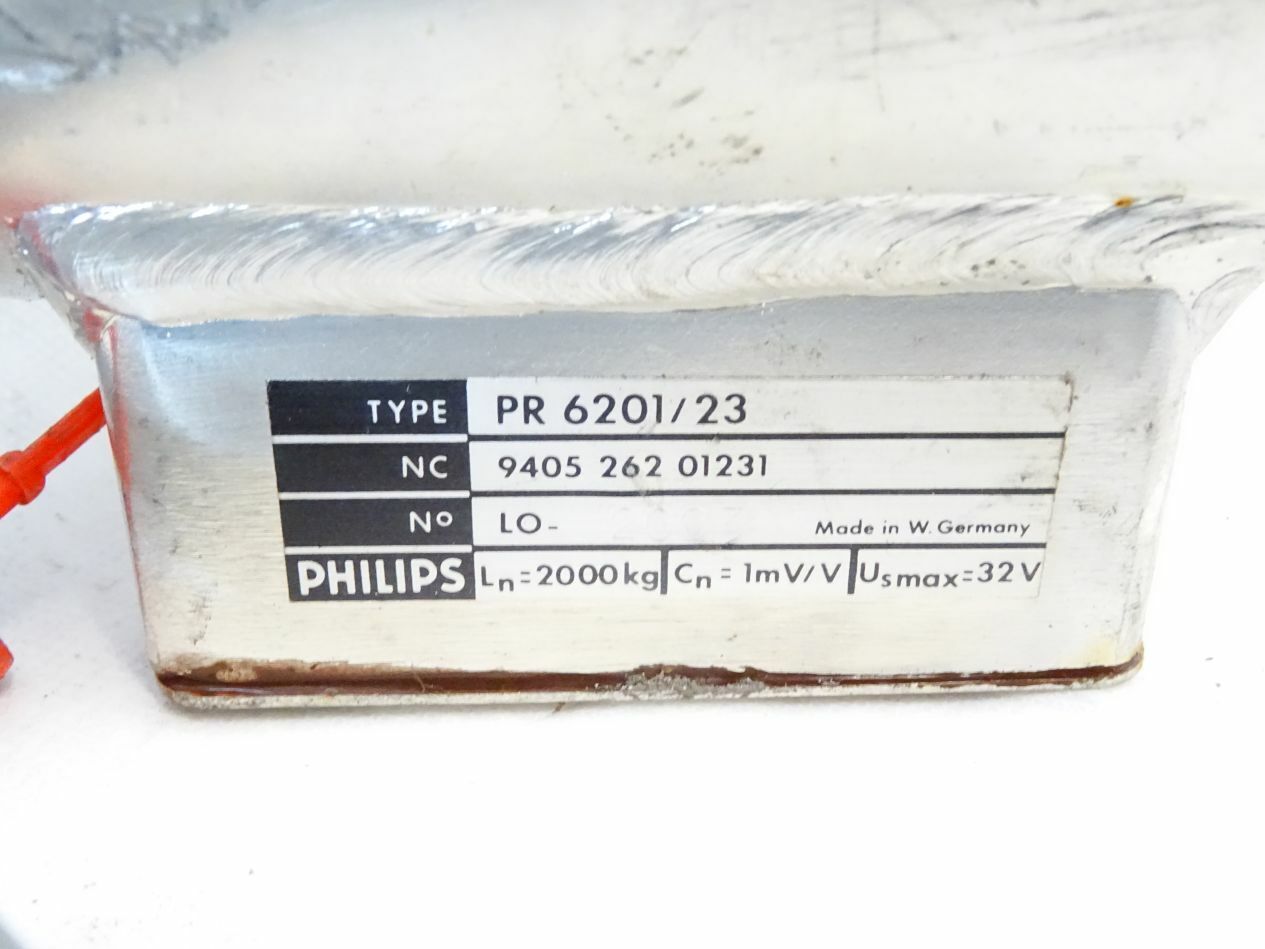 TYPE PR 6201/23
NC 9405 262 01231
Nº LO- Made in W. Germany
PHILIPS Ln=2000kg Cn = 1mV/V Usmax=32V